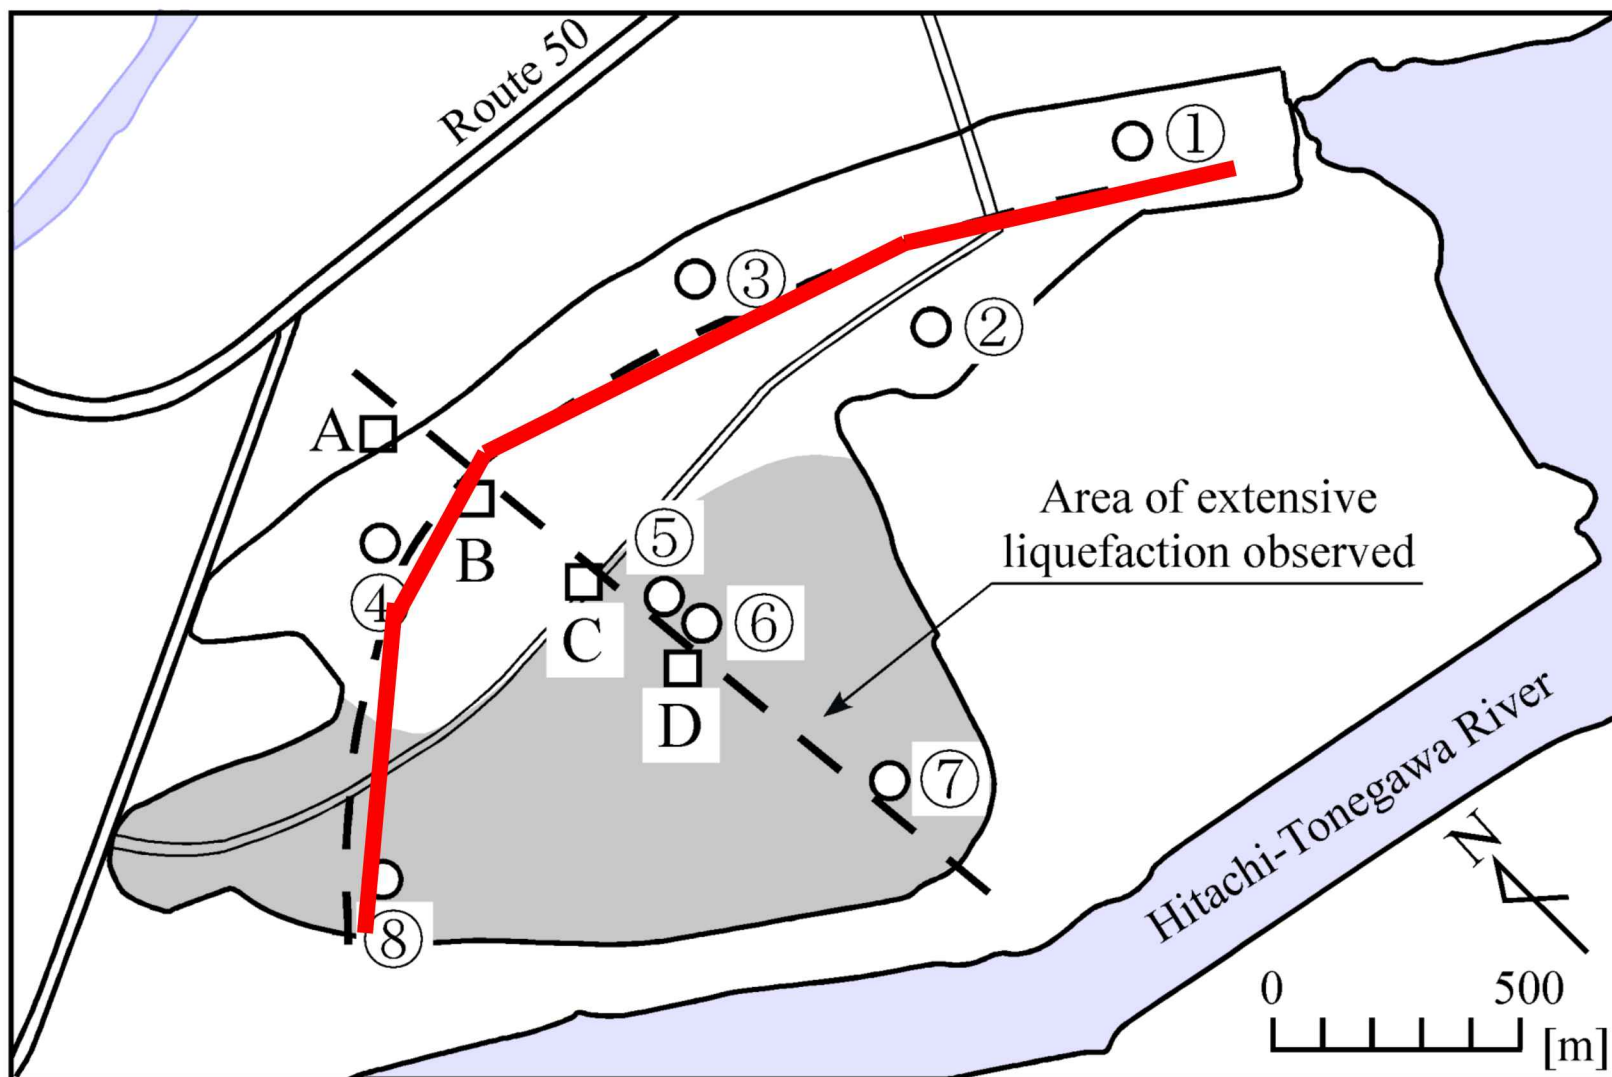 Route 50
①
③
②
A
Area of extensive
liquefaction observed
⑤
B
④
C
⑥
D
⑦
Hitachi-Tonegawa River
N
⑧
0 500
[m]